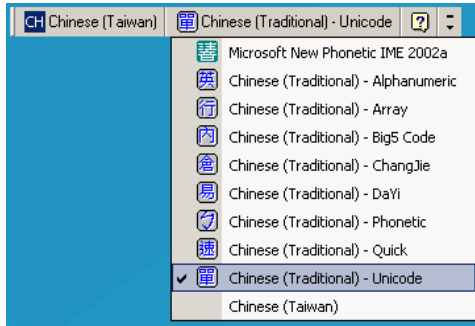 CH Chinese (Taiwan) 單 Chinese (Traditional) - Unicode ?
Microsoft New Phonetic IME 2002a
英 Chinese (Traditional) - Alphanumeric
行 Chinese (Traditional) - Array
內 Chinese (Traditional) - Big5 Code
倉 Chinese (Traditional) - ChangJie
易 Chinese (Traditional) - DaYi
ㄅ Chinese (Traditional) - Phonetic
速 Chinese (Traditional) - Quick
單 Chinese (Traditional) - Unicode
Chinese (Taiwan)